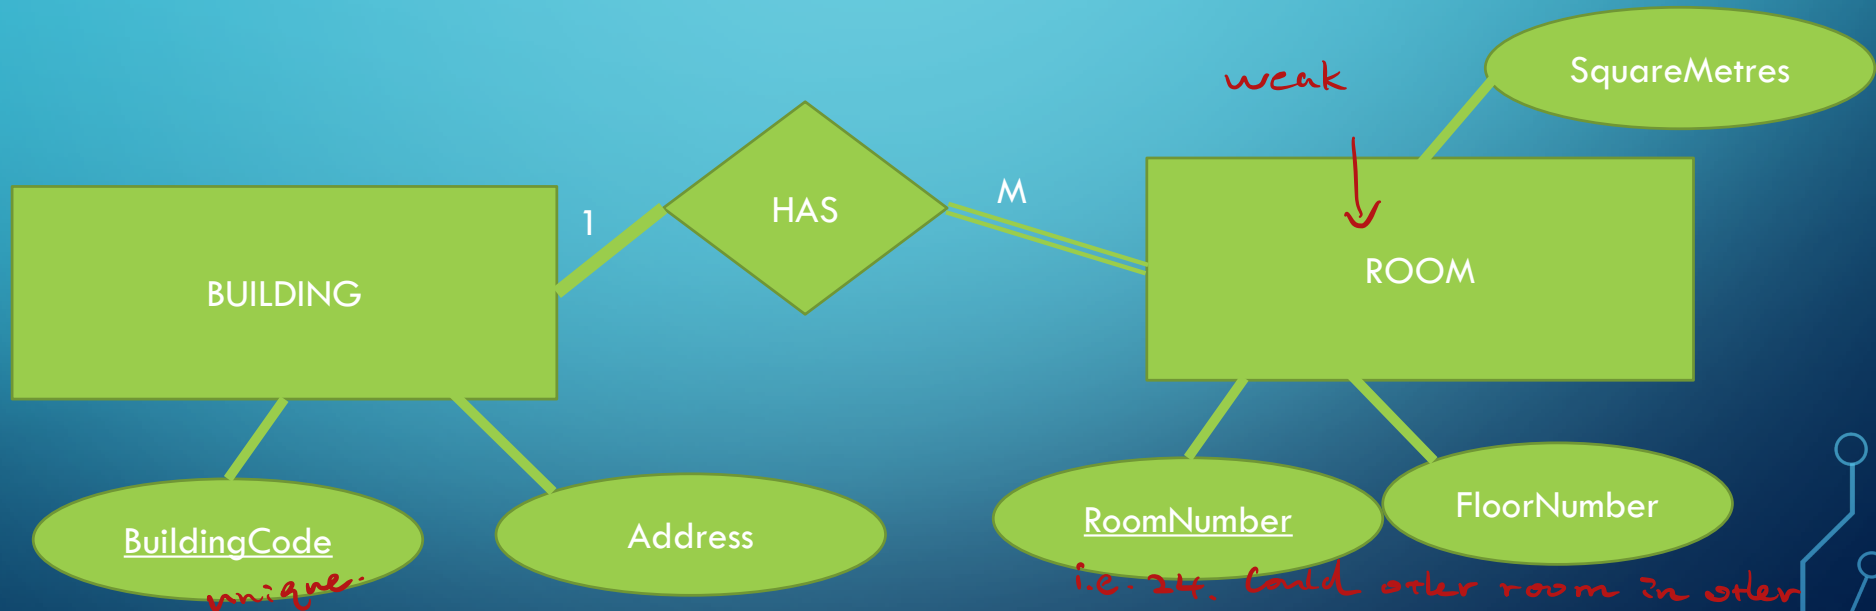 SquareMetres
weak
HAS
M
1
ROOM
BUILDING
FloorNumber
RoomNumber
BuildingCode
Address
unique.
i.e. 24. Could other room in other